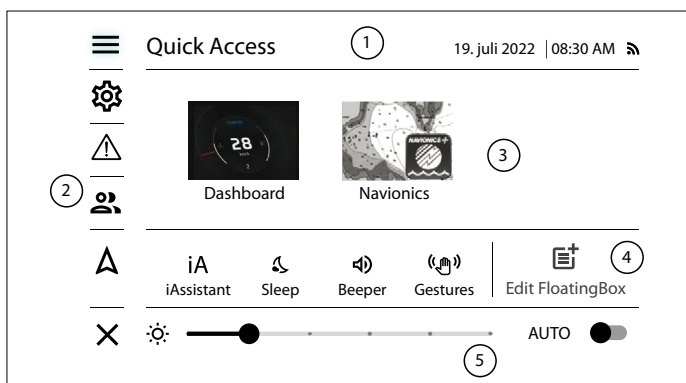 Quick Access
1
19. juli 2022 | 08:30 AM
28
NAVIONICS+
3
Dashboard
Navionics
2
iA
iAssistant
Sleep
Beeper
Gestures
Edit FloatingBox
4
AUTO
5